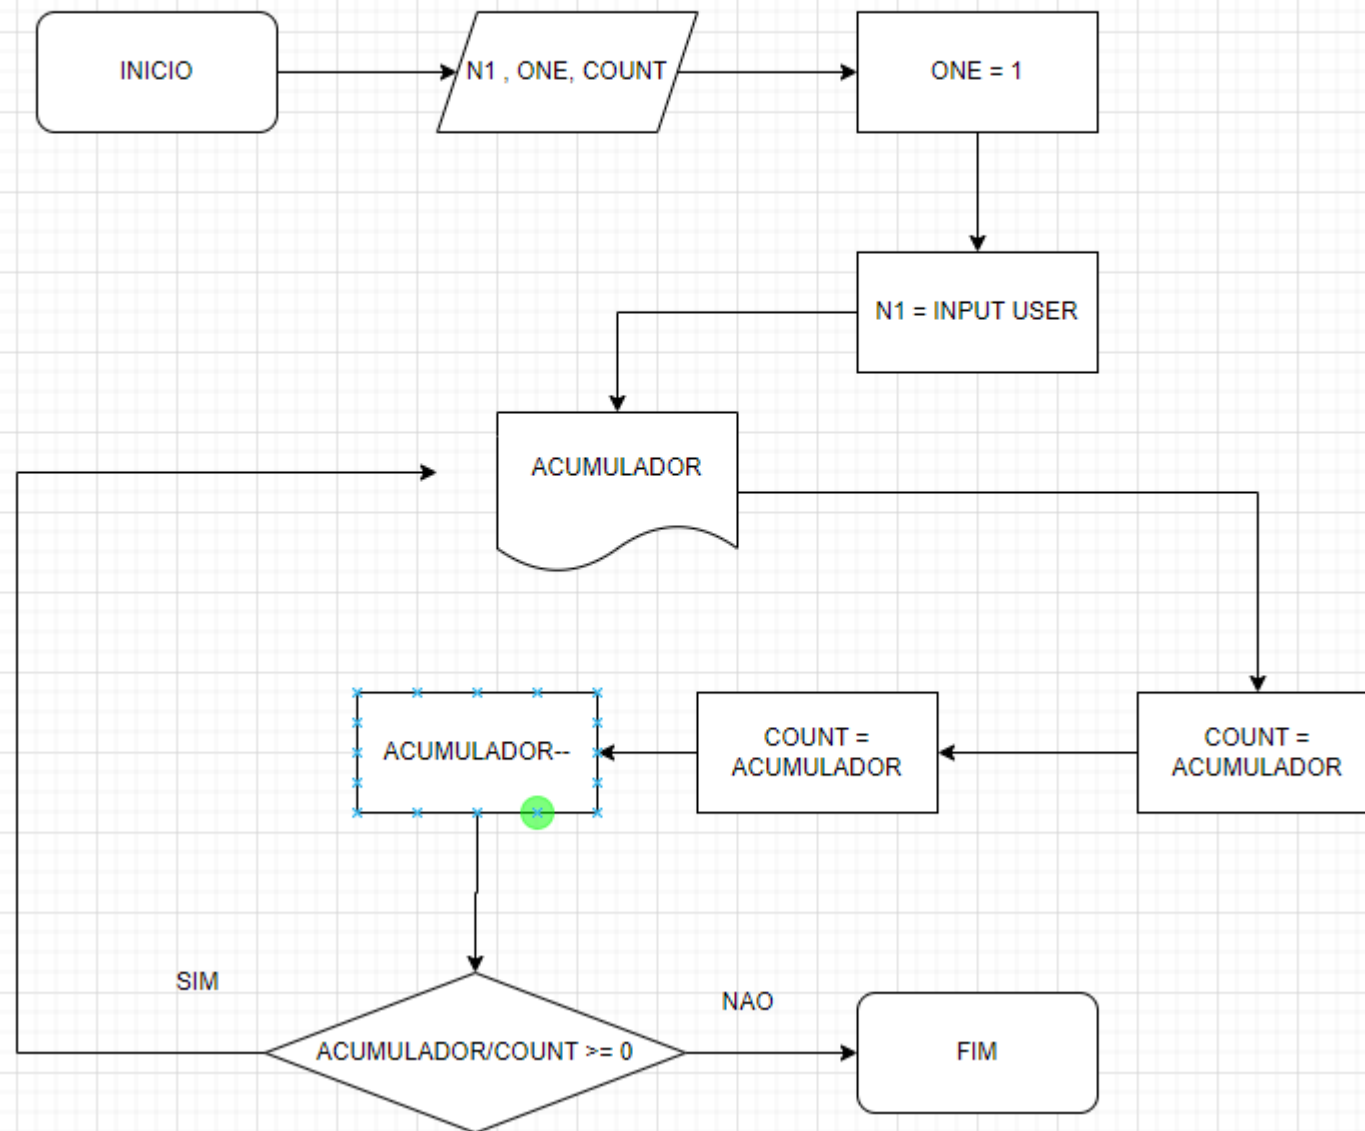 INICIO
N1 , ONE, COUNT
ONE = 1
N1 = INPUT USER
ACUMULADOR
COUNT =
ACUMULADOR
COUNT =
ACUMULADOR
ACUMULADOR--
ACUMULADOR/COUNT >= 0
SIM
NAO
FIM